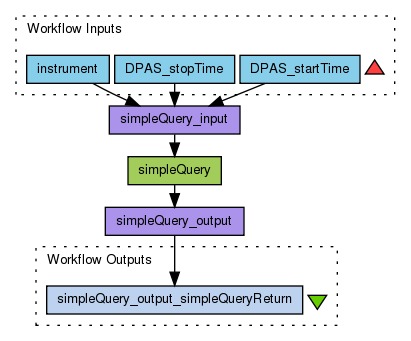 Workflow Inputs
instrument
DPAS_stopTime
DPAS_startTime
simpleQuery_input
simpleQuery
simpleQuery_output
Workflow Outputs
simpleQuery_output_simpleQueryReturn